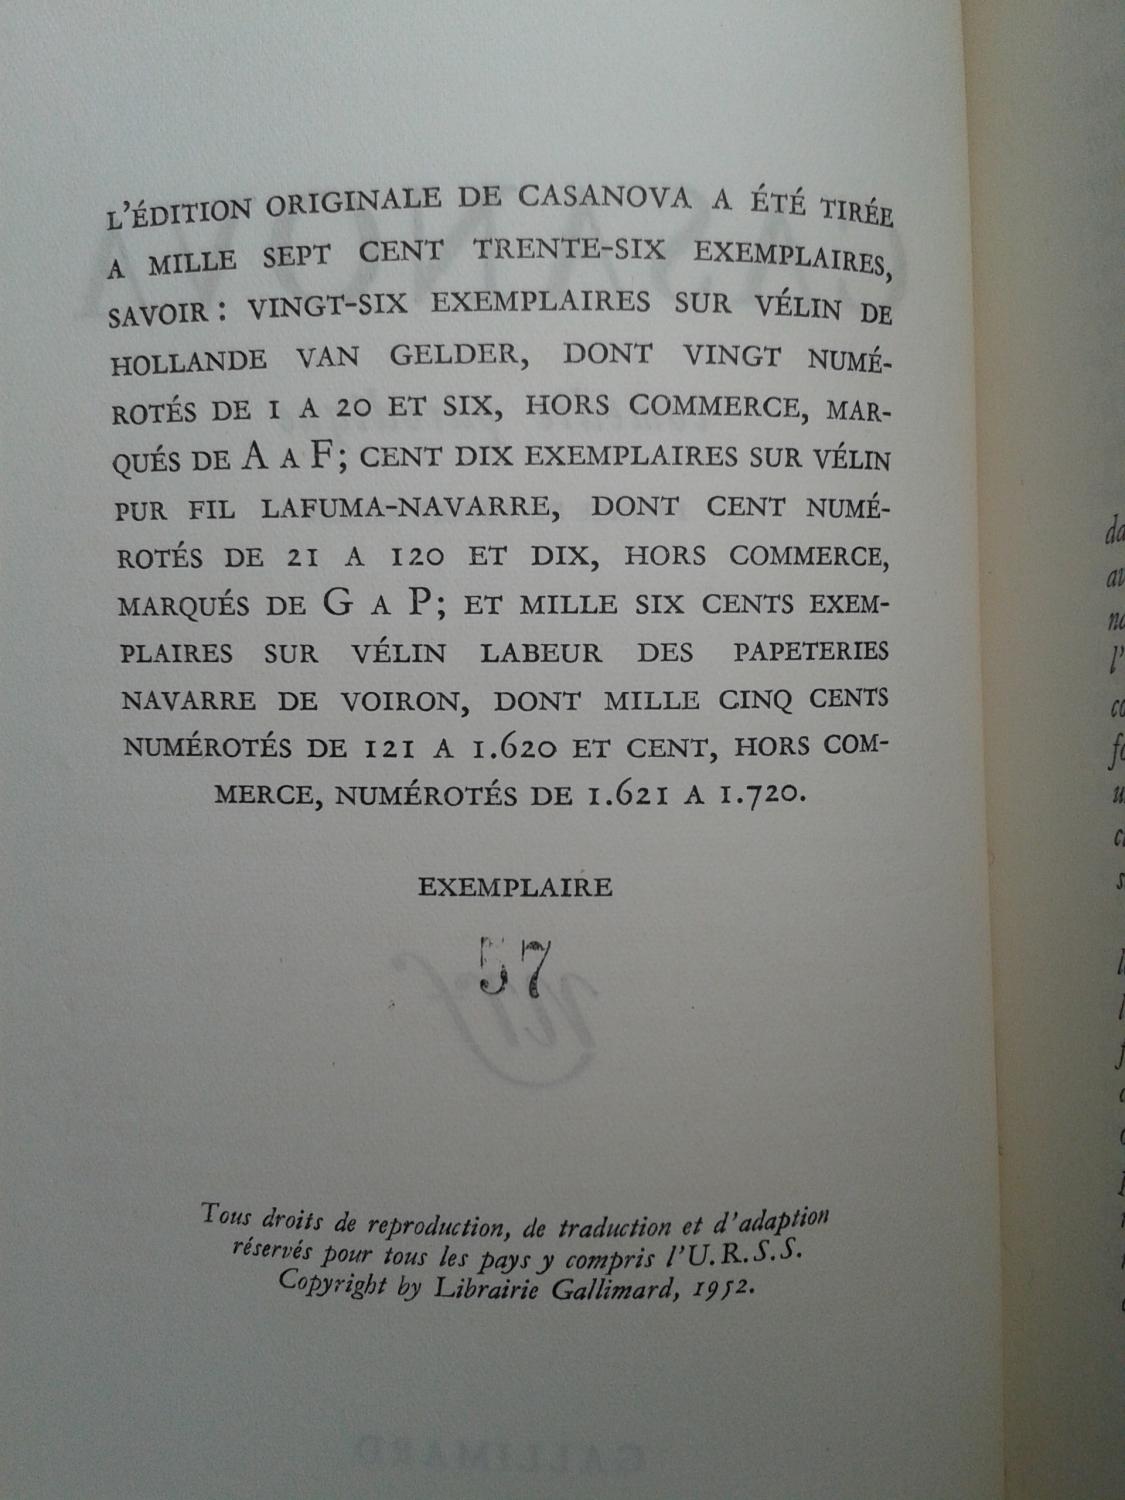 L'ÉDITION ORIGINALE DE CASANOVA A ÉTÉ TIRÉE
A MILLE SEPT CENT TRENTE-SIX EXEMPLAIRES,
SAVOIR : VINGT-SIX EXEMPLAIRES SUR VÉLIN DE
HOLLANDE VAN GELDER, DONT VINGT NUMÉ-
ROTÉS DE 1 A 20 ET SIX, HORS COMMERCE, MAR-
QUÉS DE A A F; CENT DIX EXEMPLAIRES SUR VÉLIN
PUR FIL LAFUMA-NAVARRE, DONT CENT NUMÉ-
ROTÉS DE 21 A 120 ET DIX, HORS COMMERCE,
MARQUÉS DE G A P; ET MILLE SIX CENTS EXEM-
PLAIRES SUR VÉLIN LABEUR DES PAPETERIES
NAVARRE DE VOIRON, DONT MILLE CINQ CENTS
NUMÉROTÉS DE 121 A 1.620 ET CENT, HORS COM-
MERCE, NUMÉROTÉS DE 1.621 A 1.720.
EXEMPLAIRE
57
Tous droits de reproduction, de traduction et d'adaption
réservés pour tous les pays y compris l'U.R.S.S.
Copyright by Librairie Gallimard, 1952.